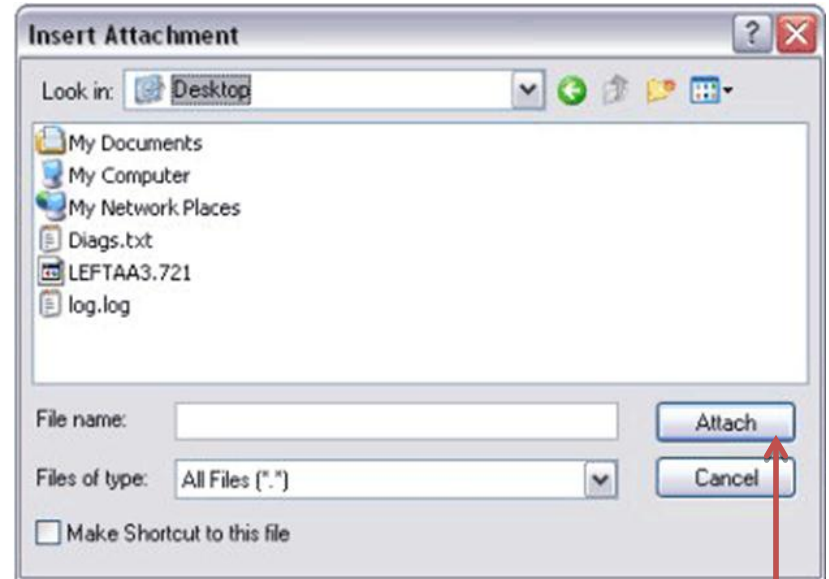 Insert Attachment
?
Look in: Desktop
My Documents
My Computer
My Network Places
Diags.txt
LEFTAA3.721
log.log
File name: Attach
Files of type: All Files (*.*) Cancel
Make Shortcut to this file